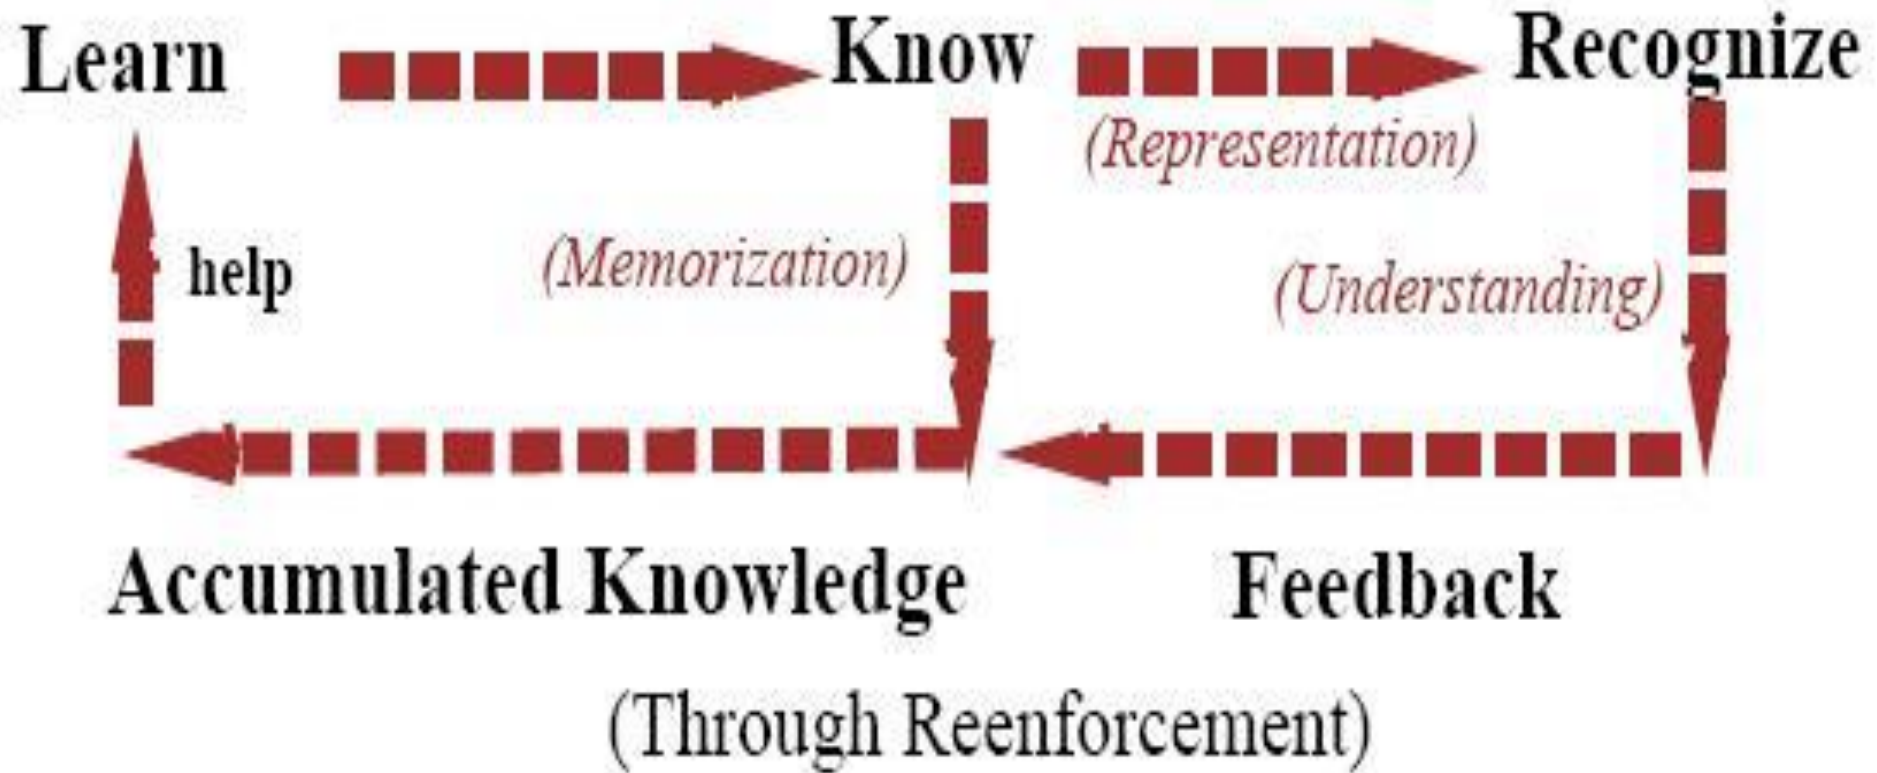 Learn Know Recognize
(Representation)
help (Memorization) (Understanding)
Accumulated Knowledge Feedback
(Through Reenforcement)